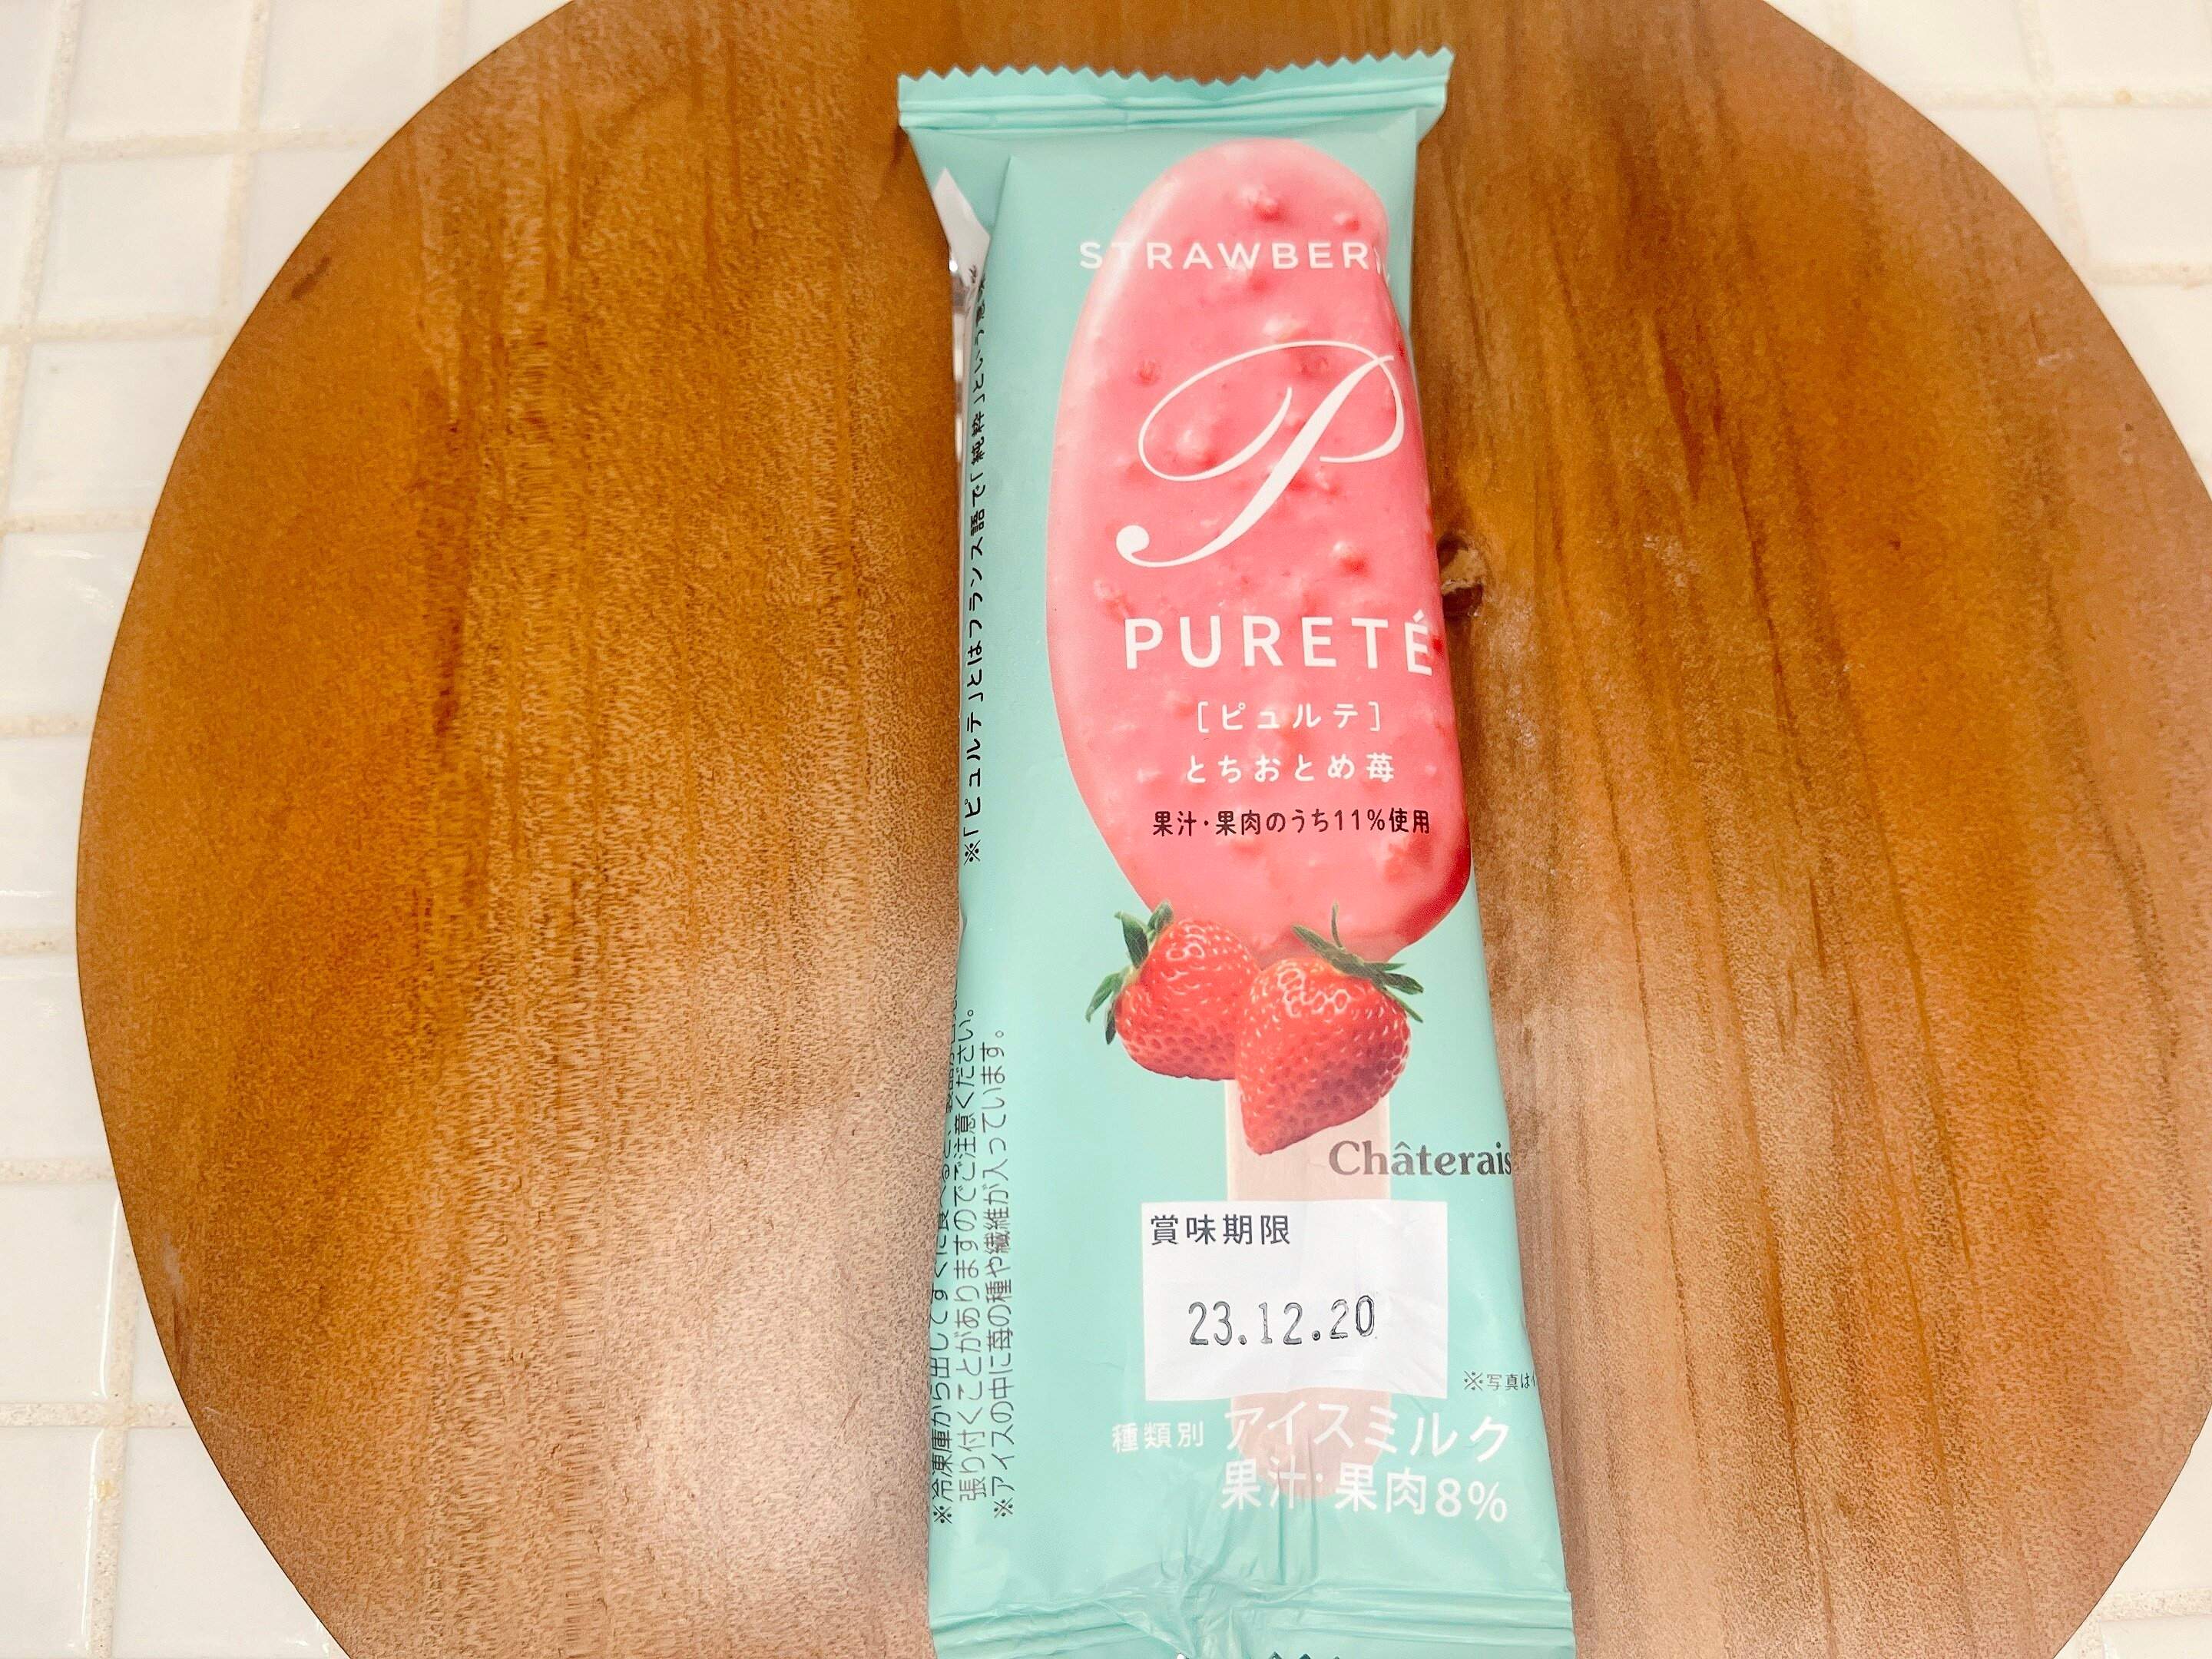 STRAWBER
P
PURETÉ
[ピュルテ]
とちおとめ苺
果汁・果肉のうち11%使用
Châterais
賞味期限
23.12.20
※写真は
種類別 アイスミルク
果汁・果肉8%
※「ピュルテ」とはフランス語で「純粋」という
※冷凍庫から出してすぐに食べると、
張り付くことがありますのでご注意ください。
※アイスの中に苺の種や繊維が入っています。